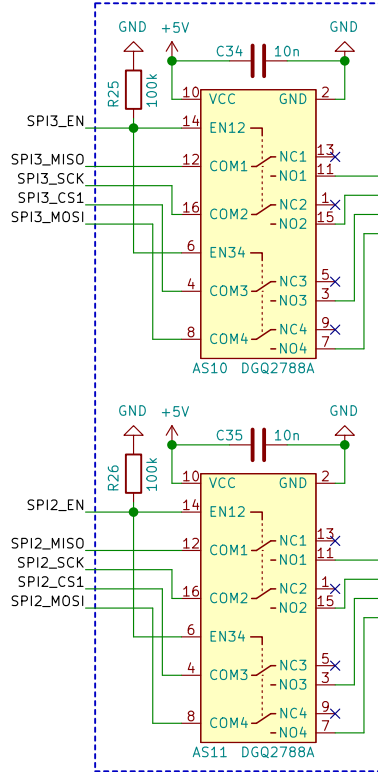 GND
+5V
C34 10n
GND
R25
100k
10 VCC
GND 2
SPI3_EN
14 EN12
SPI3_MISO
12 COM1
NC1 13
NO1 11
SPI3_SCK
SPI3_CS1
16 COM2
NC2 1
NO2 15
SPI3_MOSI
6 EN34
4 COM3
NC3 5
NO3 3
8 COM4
NC4 9
NO4 7
AS10 DGQ2788A
GND
+5V
C35 10n
GND
R26
100k
10 VCC
GND 2
SPI2_EN
14 EN12
SPI2_MISO
12 COM1
NC1 13
NO1 11
SPI2_SCK
SPI2_CS1
16 COM2
NC2 1
NO2 15
SPI2_MOSI
6 EN34
4 COM3
NC3 5
NO3 3
8 COM4
NC4 9
NO4 7
AS11 DGQ2788A